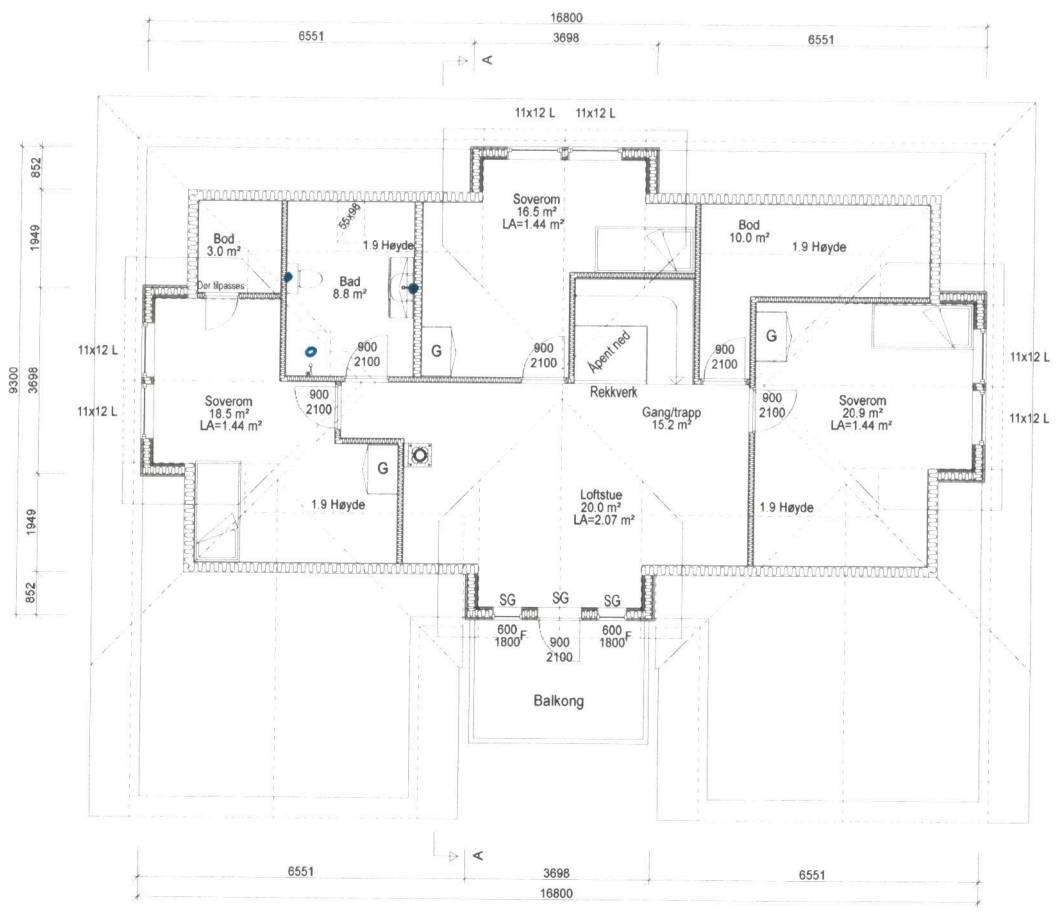 16800
6551
3698
6551
A
11x12 L
11x12 L
852
1949
3698
1949
852
9300
Soverom
16.5 m²
LA=1.44 m²
55x98
Bod
3.0 m²
1.9 Høyde
Bod
10.0 m²
1.9 Høyde
Bad
8.8 m²
Dør tilpasses
G
900
2100
900
2100
Åpent ned
Rekkverk
900
2100
G
11x12 L
11x12 L
11x12 L
11x12 L
Soverom
18.5 m²
LA=1.44 m²
900
2100
Gang/trapp
15.2 m²
900
2100
Soverom
20.9 m²
LA=1.44 m²
G
1.9 Høyde
Loftstue
20.0 m²
LA=2.07 m²
1.9 Høyde
SG
SG
SG
600
1800
F
900
2100
600
1800
F
Balkong
A
6551
3698
6551
16800